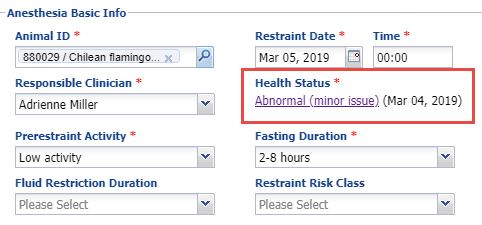 Anesthesia Basic Info
Animal ID *
Restraint Date * Time *
880029 / Chilean flamingo...
Mar 05, 2019
00:00
Responsible Clinician *
Health Status *
Adrienne Miller
Abnormal (minor issue) (Mar 04, 2019)
Prerestraint Activity *
Fasting Duration *
Low activity
2-8 hours
Fluid Restriction Duration
Restraint Risk Class
Please Select
Please Select